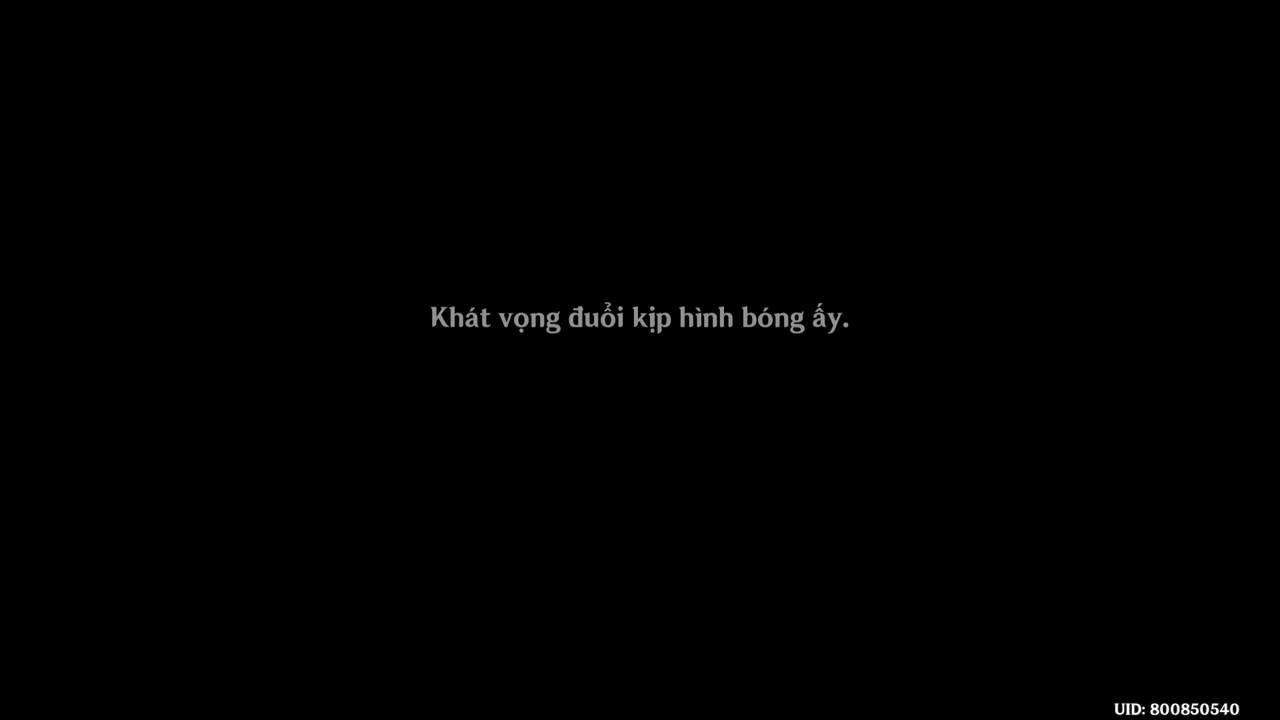 Khát vọng đuổi kịp hình bóng ấy.
UID: 800850540